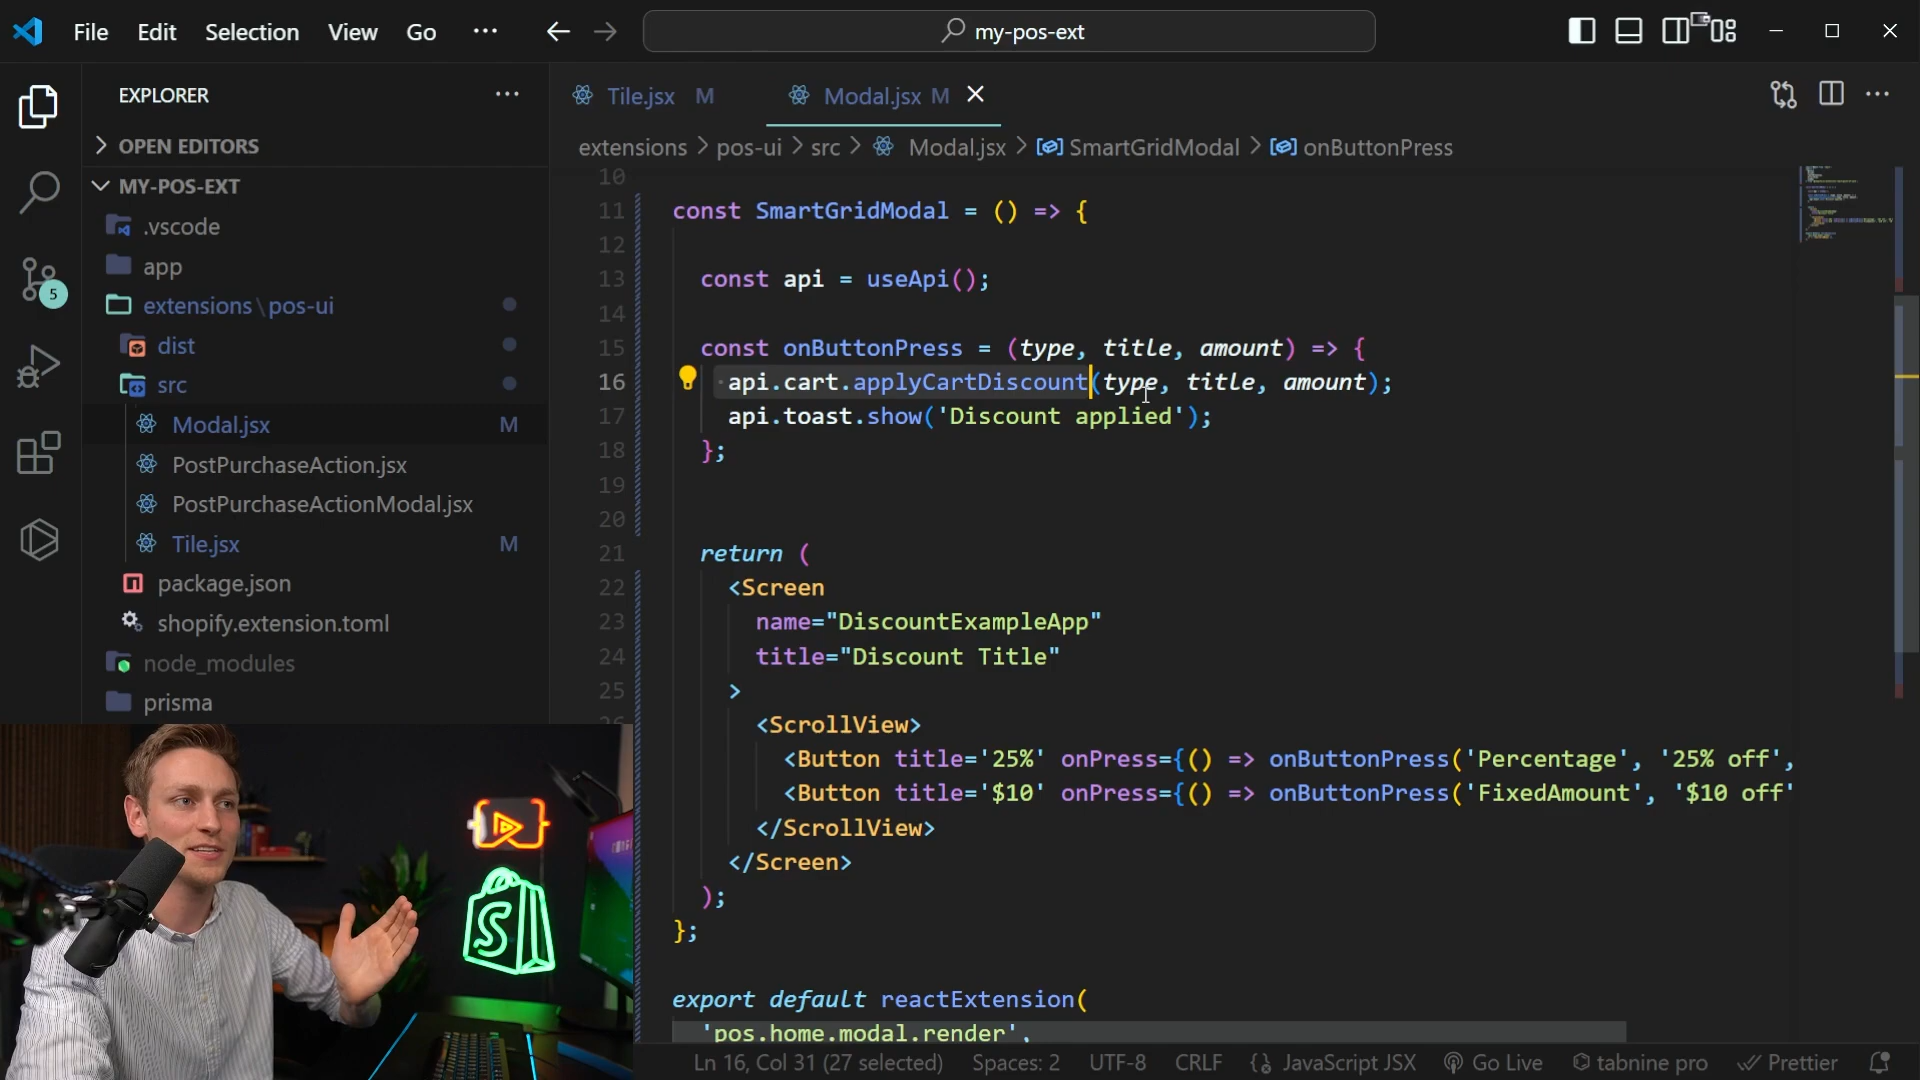 File Edit Selection View Go ··· my-pos-ext
EXPLORER
OPEN EDITORS
MY-POS-EXT
.vscode
app
extensions\pos-ui
dist
src
Modal.jsx M
PostPurchaseAction.jsx
PostPurchaseActionModal.jsx
Tile.jsx M
package.json
shopify.extension.toml
node_modules
prisma
5
Tile.jsx M Modal.jsx M
extensions > pos-ui > src > Modal.jsx > SmartGridModal > onButtonPress
10
11 const SmartGridModal = () => {
12
13 const api = useApi();
14
15 const onButtonPress = (type, title, amount) => {
16 api.cart.applyCartDiscount(type, title, amount);
17 api.toast.show('Discount applied');
18 };
19
20
21 return (
22 <Screen
23 name="DiscountExampleApp"
24 title="Discount Title"
25 >
<ScrollView>
<Button title='25%' onPress={() => onButtonPress('Percentage', '25% off',
<Button title='$10' onPress={() => onButtonPress('FixedAmount', '$10 off'
</ScrollView>
</Screen>
);
};
export default reactExtension(
'pos.home.modal.render',
S
Ln 16, Col 31 (27 selected) Spaces: 2 UTF-8 CRLF {} JavaScript JSX Go Live tabnine pro Prettier